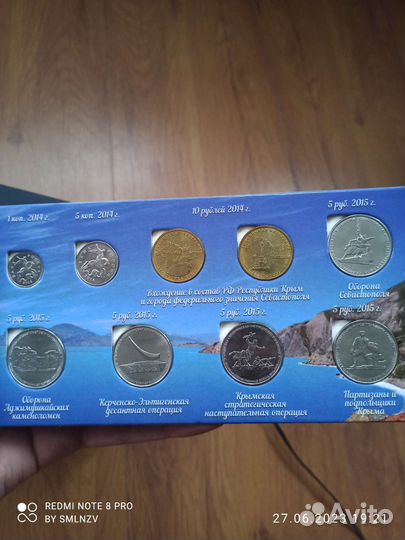 1 коп. 2014 г.
5 коп. 2014 г.
10 рублей 2014 г.
5 руб. 2015 г.
Вхождение в состав РФ Республики Крым
и города федерального значения Севастополя
Оборона
Севастополя
5 руб. 2015 г.
5 руб. 2015 г.
5 руб. 2015 г.
5 руб. 2015 г.
Оборона
Аджимушкайских
каменоломен
Керченско-Эльтигенская
десантная операция
Крымская
стратегическая
наступательная операция
Партизаны и
подпольщики
Крыма
REDMI NOTE 8 PRO
BY SMLNZV
27.06.2023 19:21
Avito